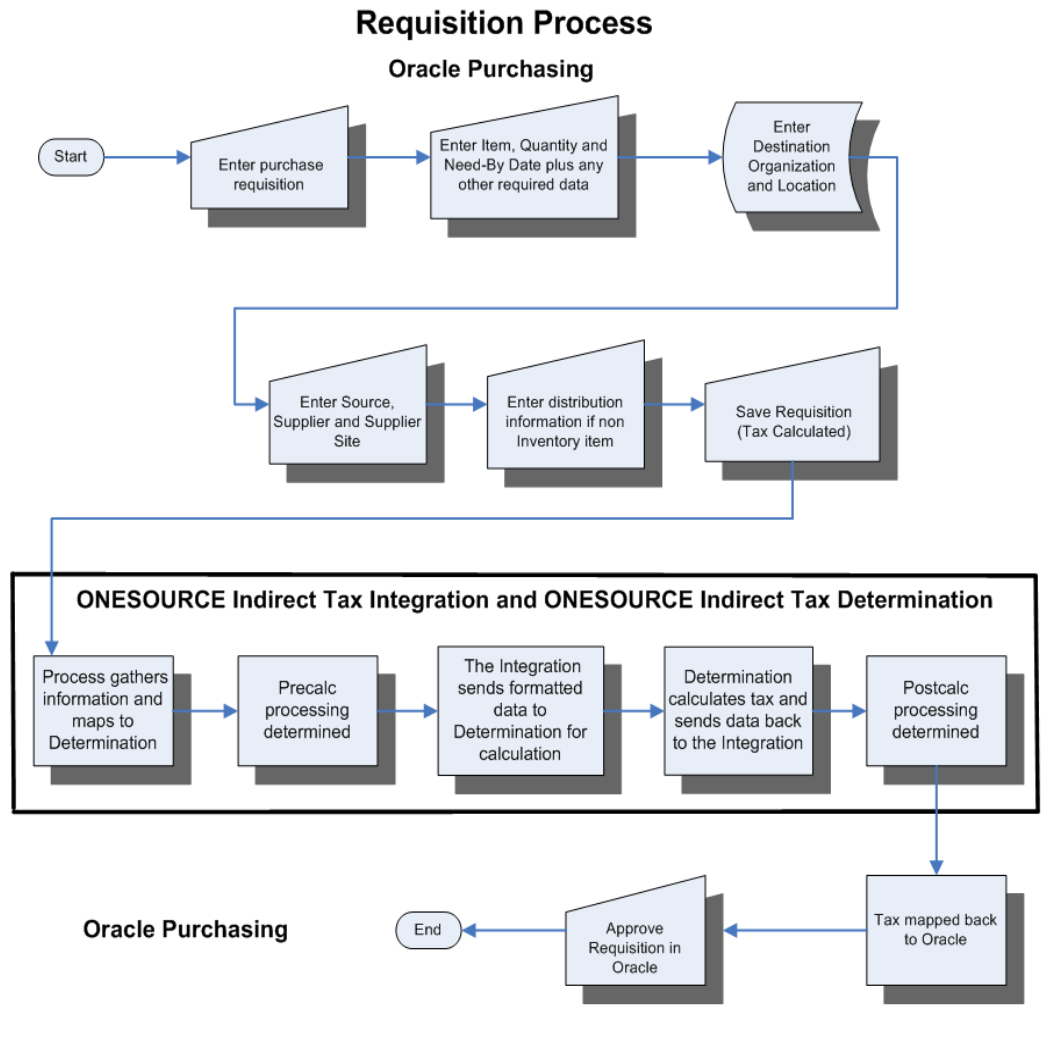 Requisition Process
Oracle Purchasing
Start
Enter purchase
requisition
Enter Item, Quantity and
Need-By Date plus any
other required data
Enter
Destination
Organization
and Location
Enter Source,
Supplier and Supplier
Site
Enter distribution
information if non
Inventory item
Save Requisition
(Tax Calculated)
ONESOURCE Indirect Tax Integration and ONESOURCE Indirect Tax Determination
Process gathers
information and
maps to
Determination
Precalc
processing
determined
The Integration
sends formatted
data to
Determination for
calculation
Determination
calculates tax and
sends data back
to the Integration
Postcalc
processing
determined
Oracle Purchasing
End
Approve
Requisition in
Oracle
Tax mapped back
to Oracle